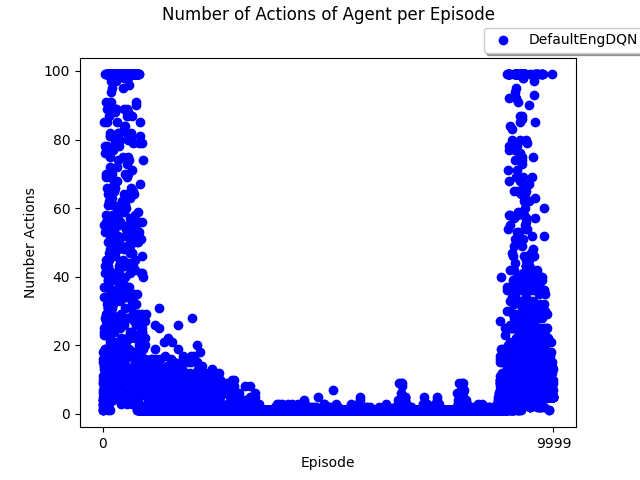 Number of Actions of Agent per Episode
DefaultEngDQN
100
80
60
40
20
0
Number Actions
0
9999
Episode